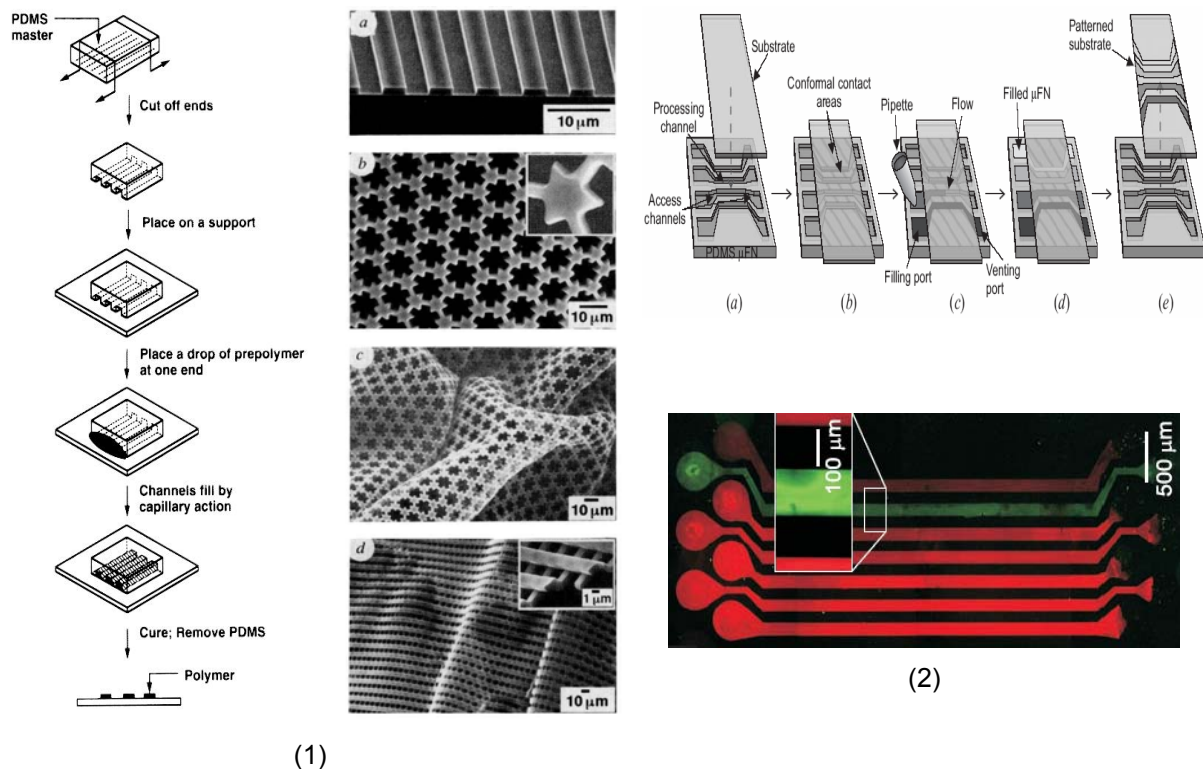 PDMS
master
Cut off ends
Place on a support
Place a drop of prepolymer
at one end
Channels fill by
capillary action
Cure; Remove PDMS
Polymer
a
10 μm
b
10 μm
c
10 μm
d
1 μm
10 μm
(1)
Substrate
Processing
channel
Access
channels
PDMS μFN
(a)
Conformal contact
areas
(b)
Pipette
Flow
Filling port
Venting
port
(c)
Filled μFN
(d)
Patterned
substrate
(e)
100 μm
500 μm
(2)